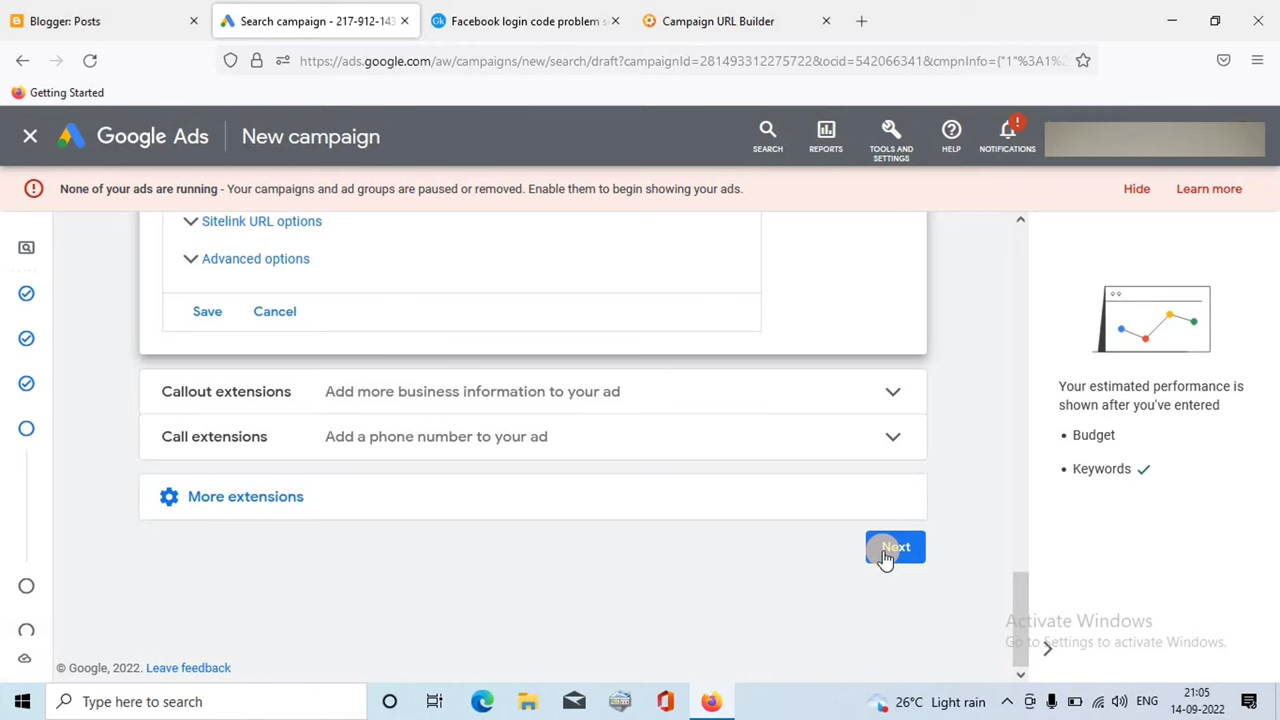 Blogger: Posts
Search campaign - 217-912-143
Facebook login code problem s
Campaign URL Builder
https://ads.google.com/aw/campaigns/new/search/draft?campaignId=281493312275722&ocid=542066341&cmpnInfo={"1"%3A1%2
Getting Started
Google Ads
New campaign
SEARCH
REPORTS
TOOLS AND SETTINGS
HELP
NOTIFICATIONS
None of your ads are running - Your campaigns and ad groups are paused or removed. Enable them to begin showing your ads.
Hide
Learn more
Sitelink URL options
Advanced options
Save
Cancel
Callout extensions
Add more business information to your ad
Call extensions
Add a phone number to your ad
More extensions
Next
Your estimated performance is
shown after you've entered
• Budget
• Keywords
Activate Windows
Go to Settings to activate Windows.
© Google, 2022. Leave feedback
Type here to search
26°C Light rain
ENG
21:05
14-09-2022